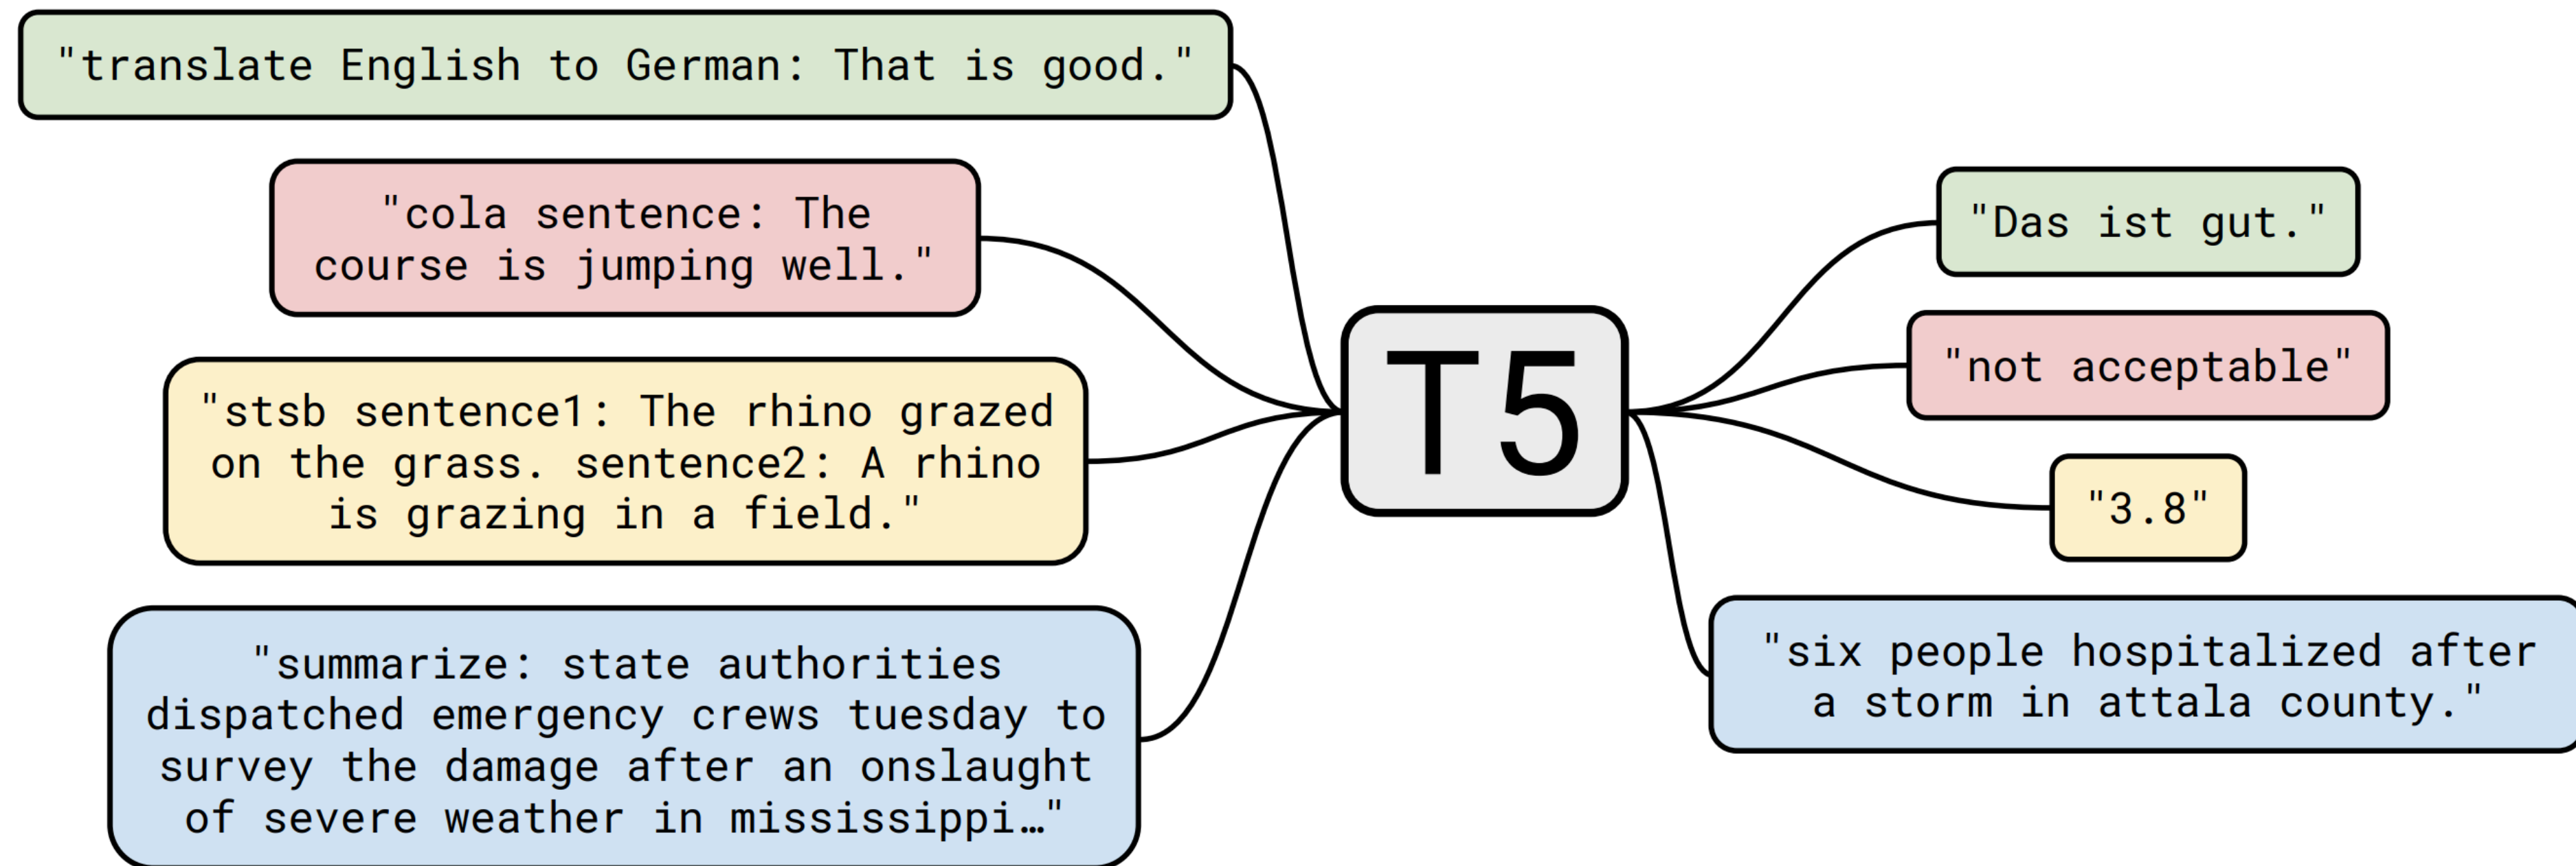 "translate English to German: That is good."
"cola sentence: The
course is jumping well."
"stsb sentence1: The rhino grazed
on the grass. sentence2: A rhino
is grazing in a field."
"summarize: state authorities
dispatched emergency crews tuesday to
survey the damage after an onslaught
of severe weather in mississippi…"
T5
"Das ist gut."
"not acceptable"
"3.8"
"six people hospitalized after
a storm in attala county."